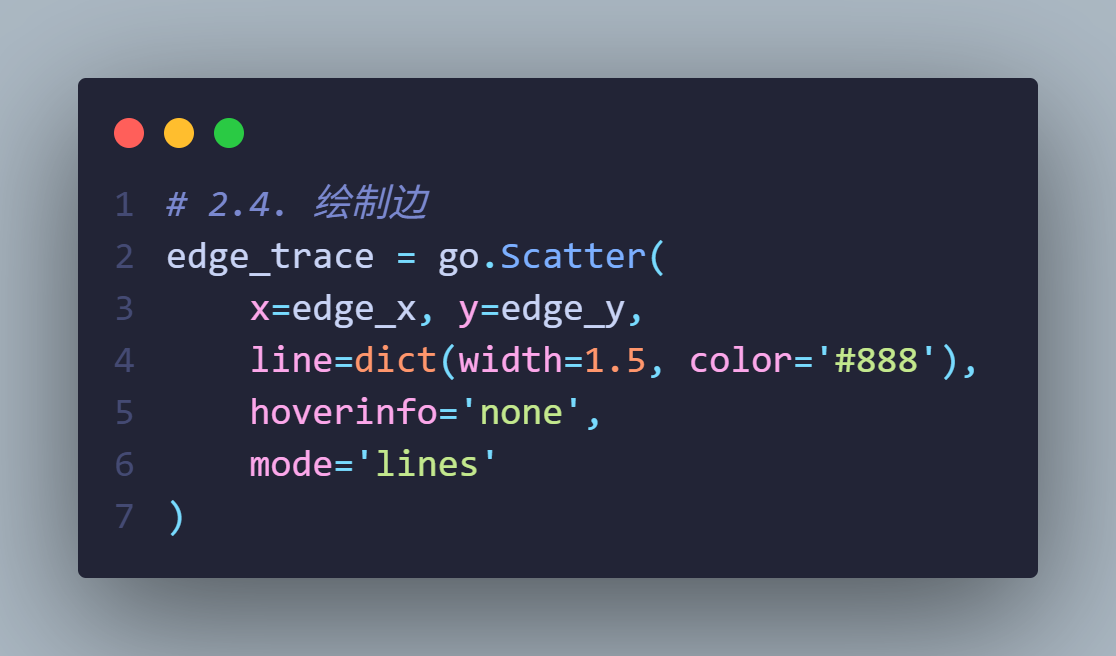 1 # 2.4. 绘制边
2 edge_trace = go.Scatter(
3     x=edge_x, y=edge_y,
4     line=dict(width=1.5, color='#888'),
5     hoverinfo='none',
6     mode='lines'
7 )